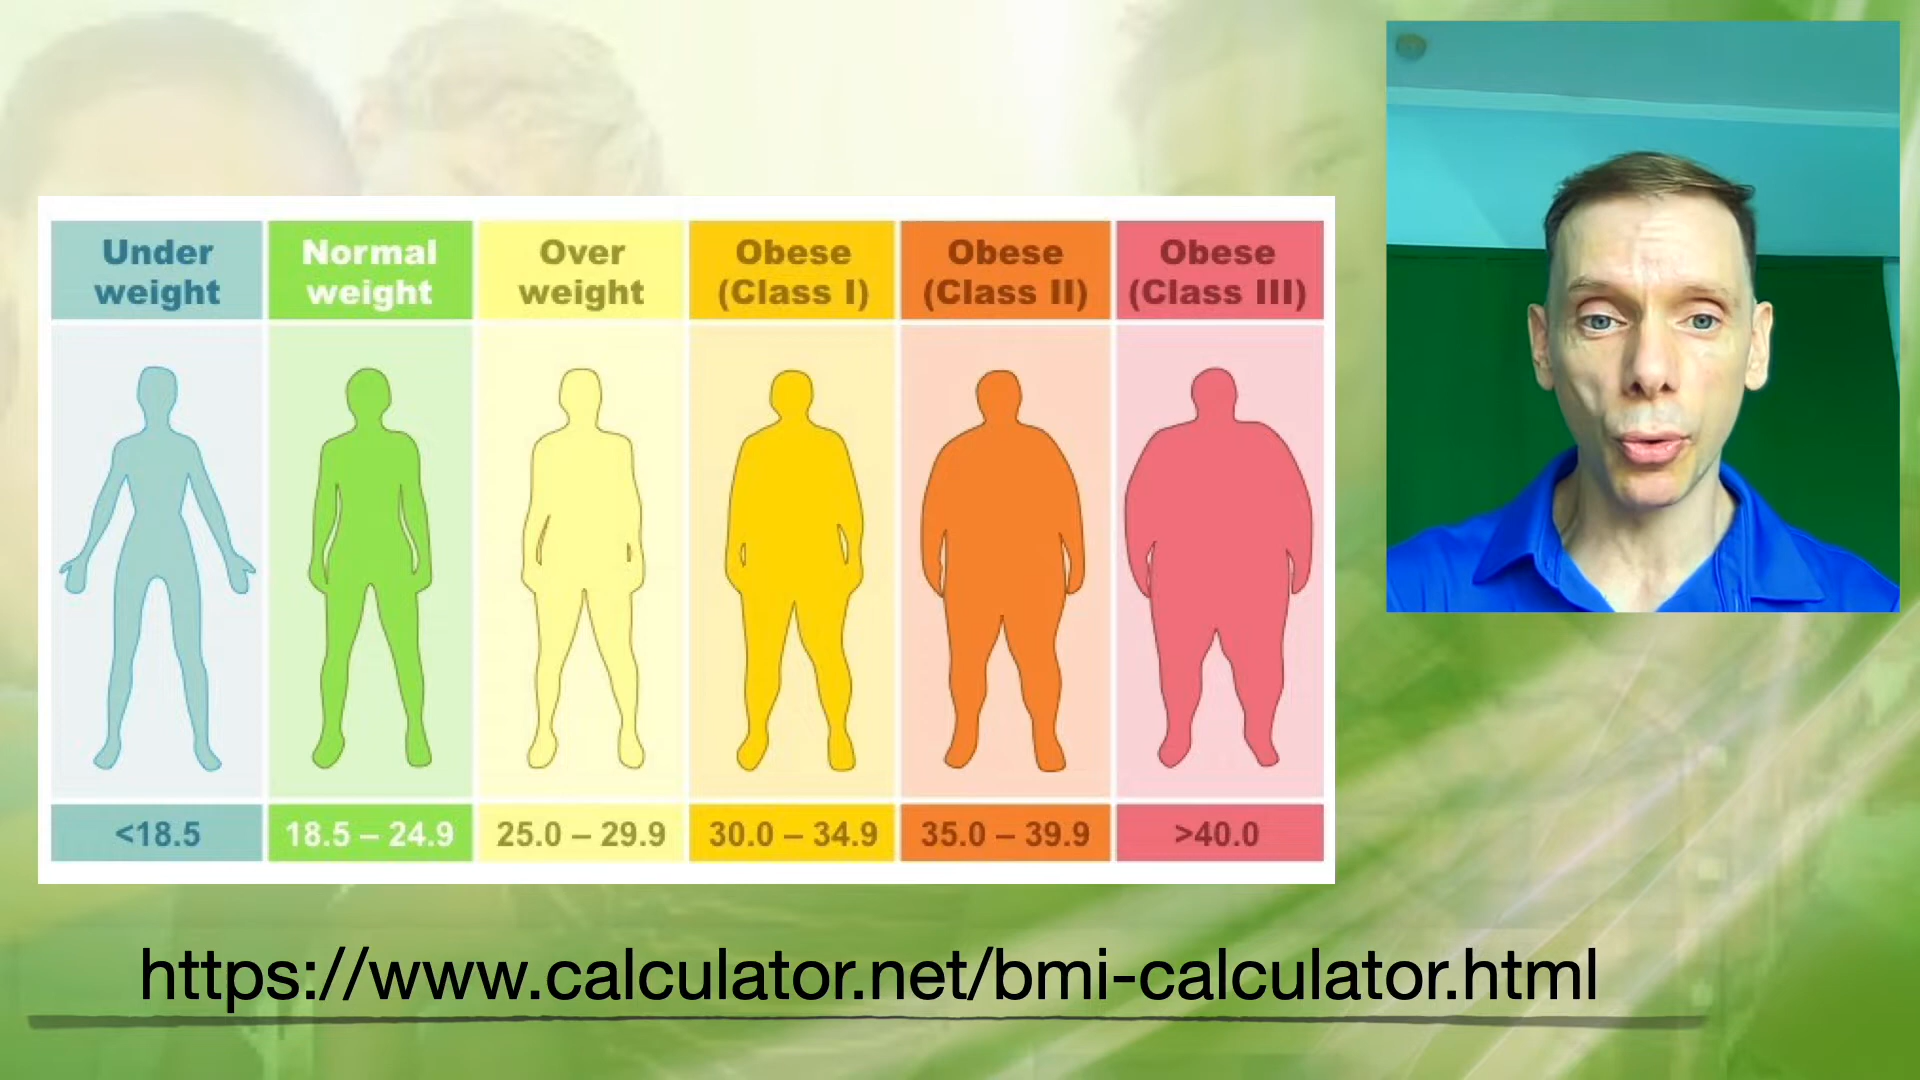 Under weight
Normal weight
Over weight
Obese (Class I)
Obese (Class II)
Obese (Class III)
<18.5
18.5 – 24.9
25.0 – 29.9
30.0 – 34.9
35.0 – 39.9
>40.0
https://www.calculator.net/bmi-calculator.html